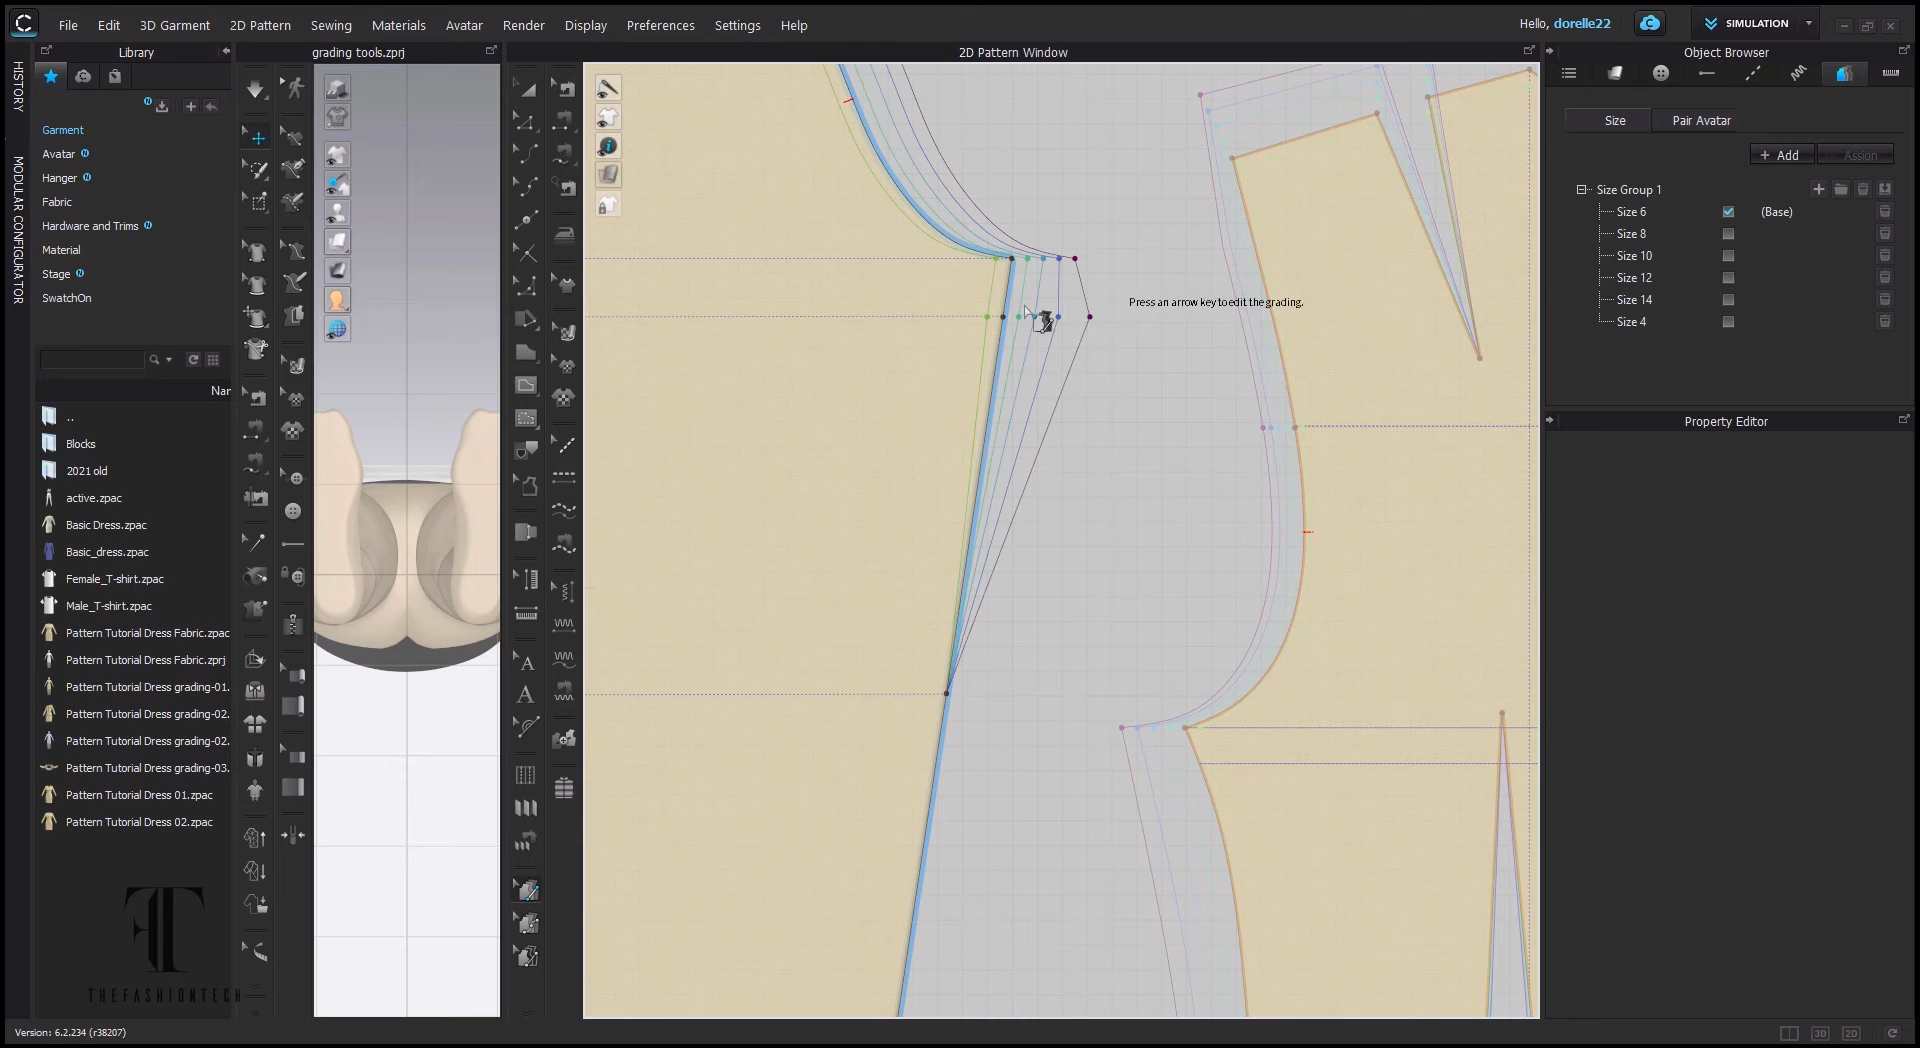 File Edit 3D Garment 2D Pattern Sewing Materials Avatar Render Display Preferences Settings Help
Hello, dorelle22
SIMULATION
Library
grading tools.zprj
2D Pattern Window
Object Browser
HISTORY
MODULAR CONFIGURATOR
Garment
Avatar
Hanger
Fabric
Hardware and Trims
Material
Stage
SwatchOn
Nar
..
Blocks
2021 old
active.zpac
Basic Dress.zpac
Basic_dress.zpac
Female_T-shirt.zpac
Male_T-shirt.zpac
Pattern Tutorial Dress Fabric.zpac
Pattern Tutorial Dress Fabric.zprj
Pattern Tutorial Dress grading-01.
Pattern Tutorial Dress grading-02.
Pattern Tutorial Dress grading-02.
Pattern Tutorial Dress grading-03.
Pattern Tutorial Dress 01.zpac
Pattern Tutorial Dress 02.zpac
THEFASHIONTECH
Press an arrow key to edit the grading.
Size Pair Avatar
+ Add Assign
Size Group 1
Size 6 (Base)
Size 8
Size 10
Size 12
Size 14
Size 4
Property Editor
Version: 6.2.234 (r38207)
3D 2D